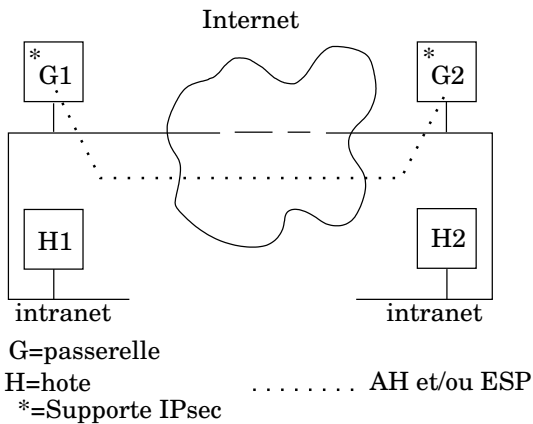 Internet
* G1
* G2
H1
H2
intranet
intranet
G=passerelle
H=hote
........ AH et/ou ESP
*=Supporte IPsec